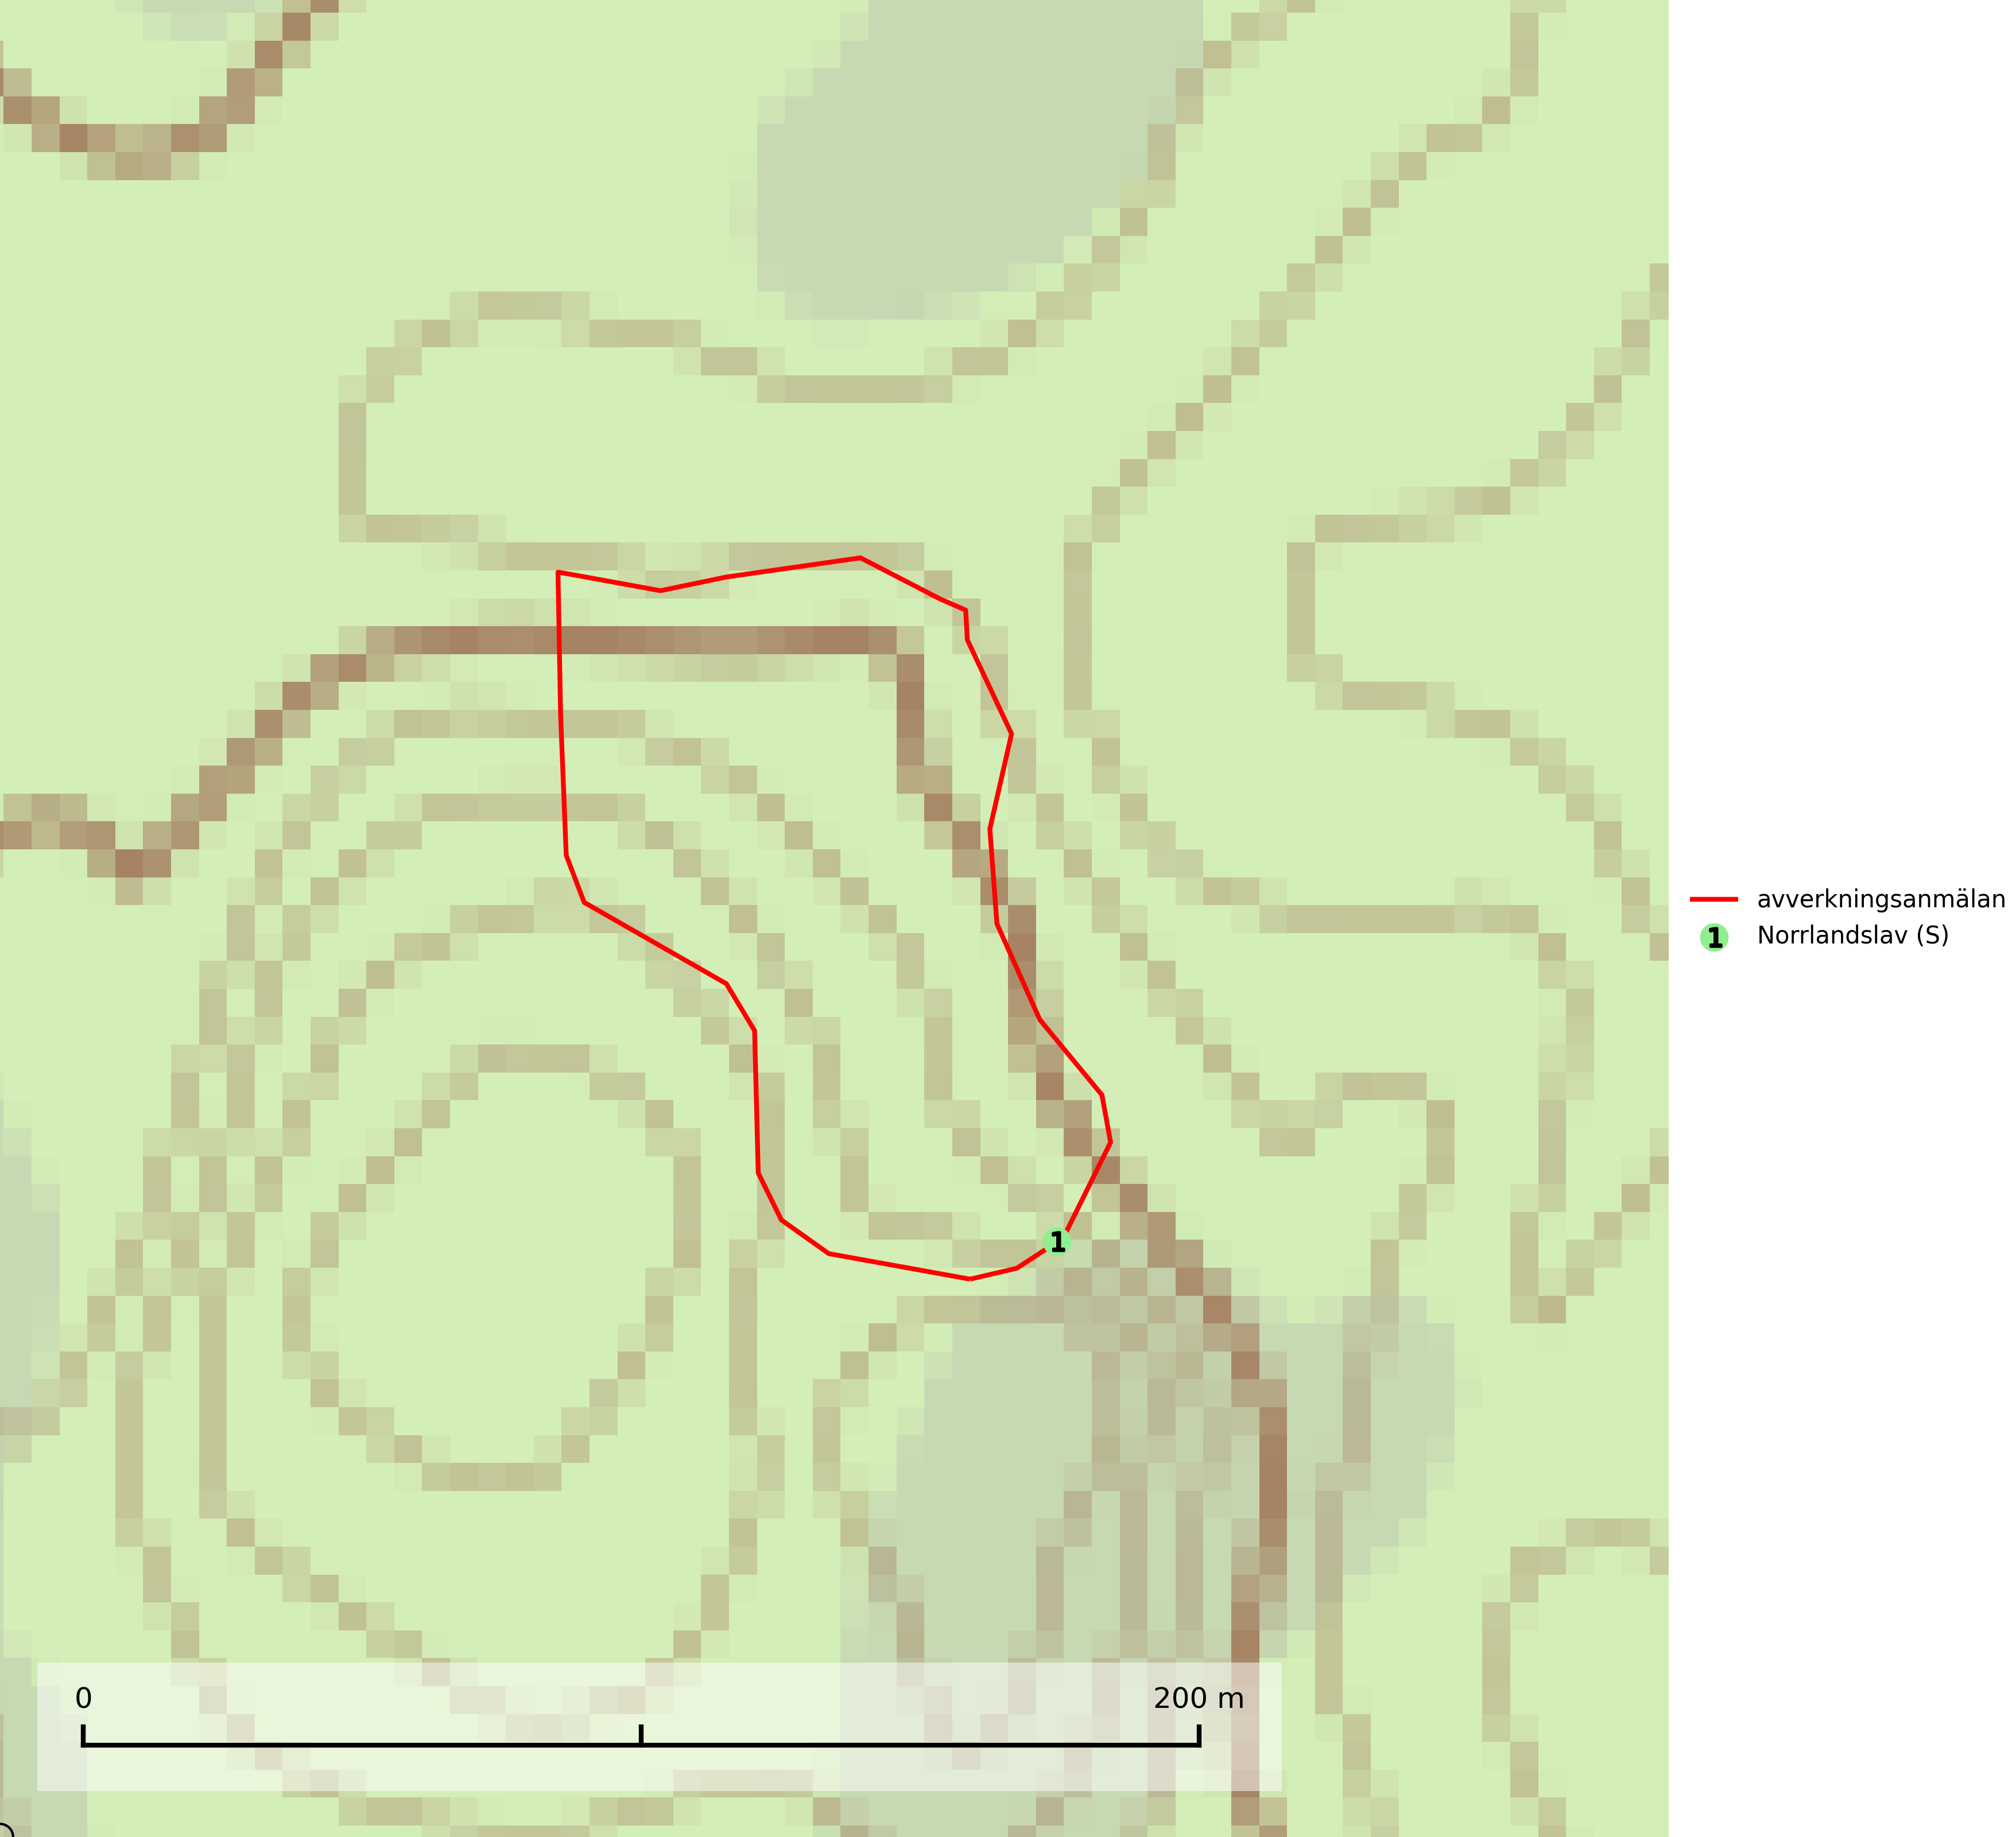 avverkningsanmälan
1 Norrlandslav (S)
1
0 200 m